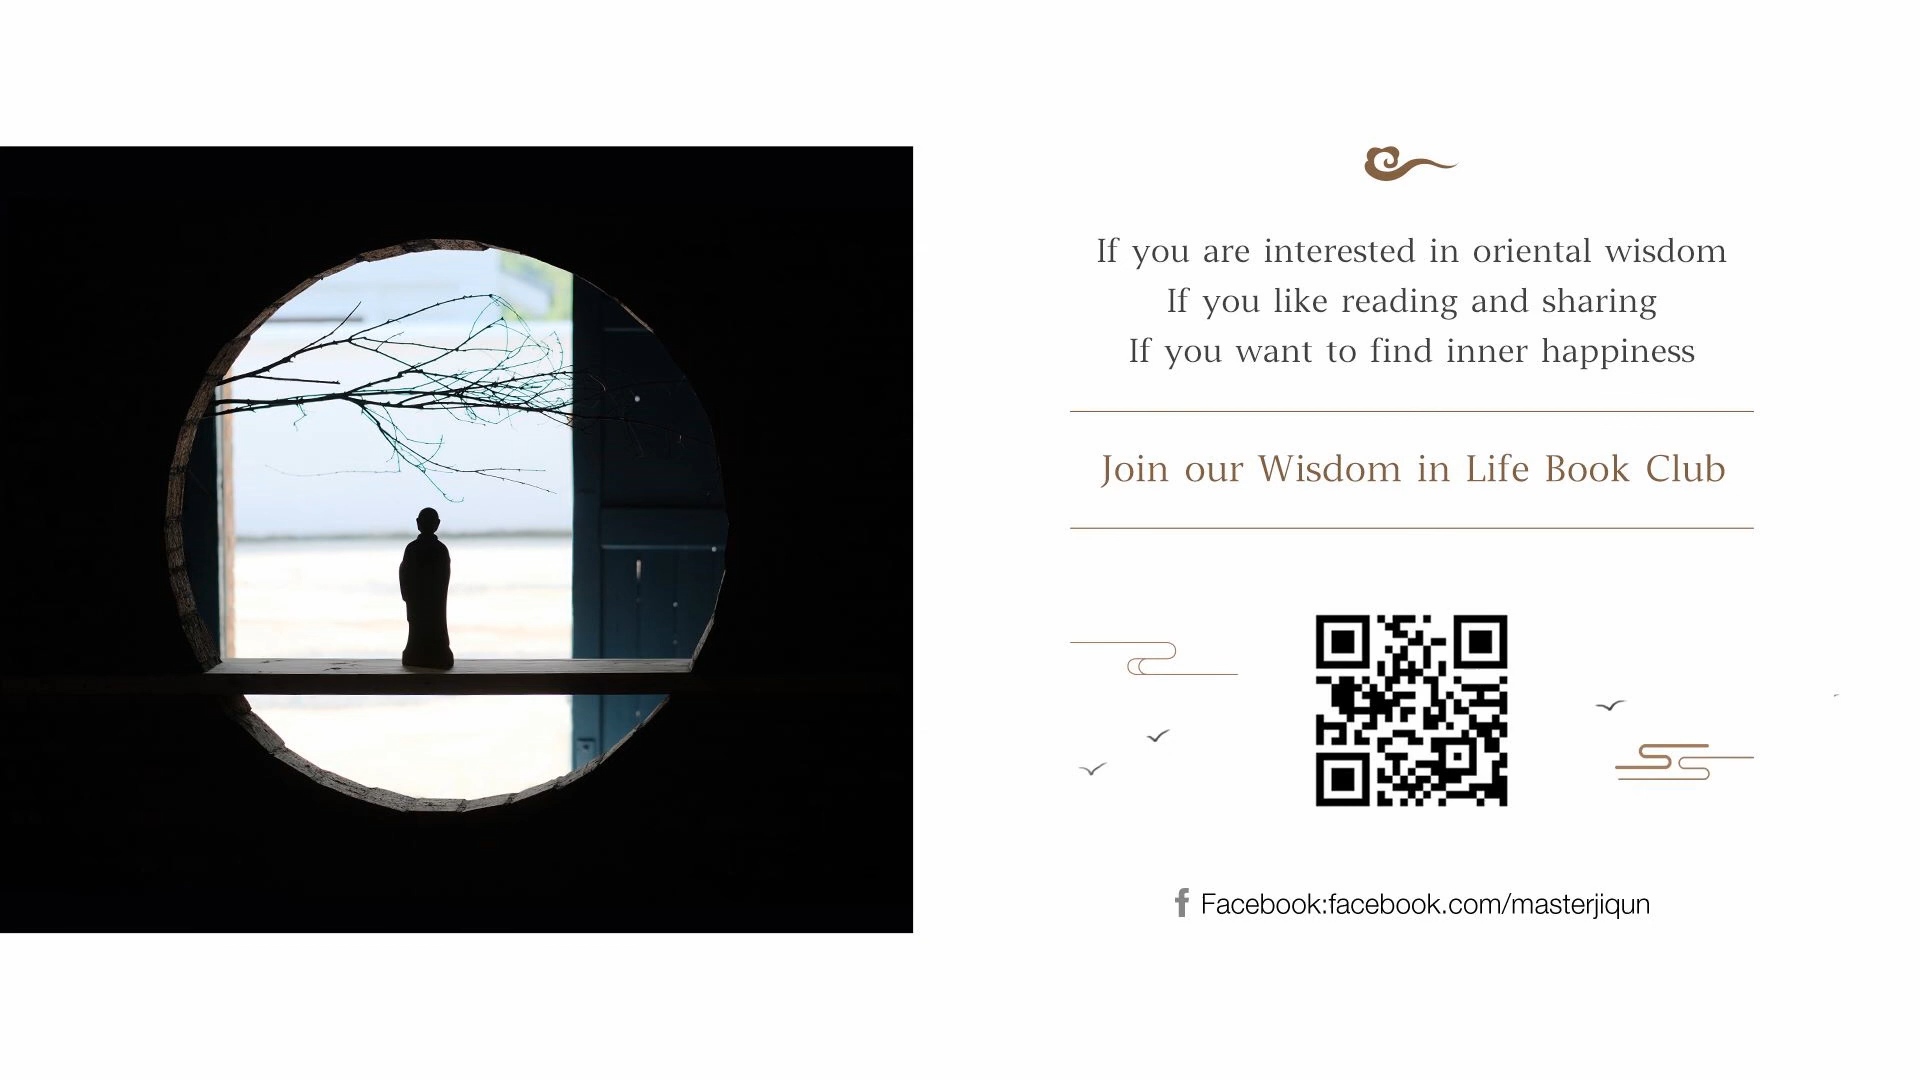 If you are interested in oriental wisdom
If you like reading and sharing
If you want to find inner happiness
Join our Wisdom in Life Book Club
Facebook:facebook.com/masterjiqun